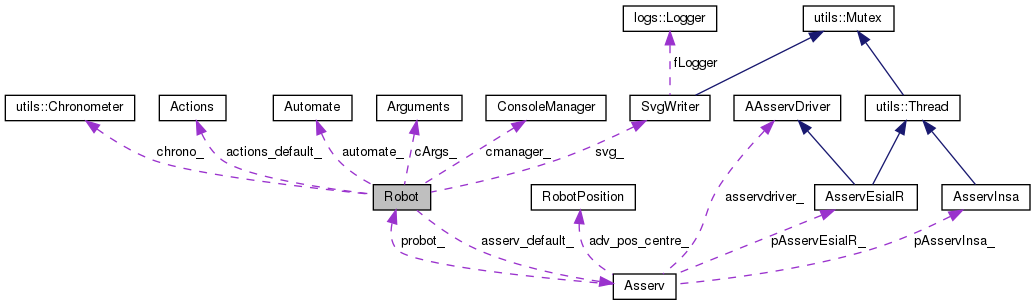 logs::Logger
utils::Mutex
fLogger
utils::Chronometer
Actions
Automate
Arguments
ConsoleManager
SvgWriter
AAsservDriver
utils::Thread
chrono_
actions_default_
automate_
cArgs_
cmanager_
svg_
Robot
RobotPosition
asservdriver_
AsservEsialR
AsservInsa
probot_
asserv_default_
adv_pos_centre_
pAsservEsialR_
pAsservInsa_
Asserv